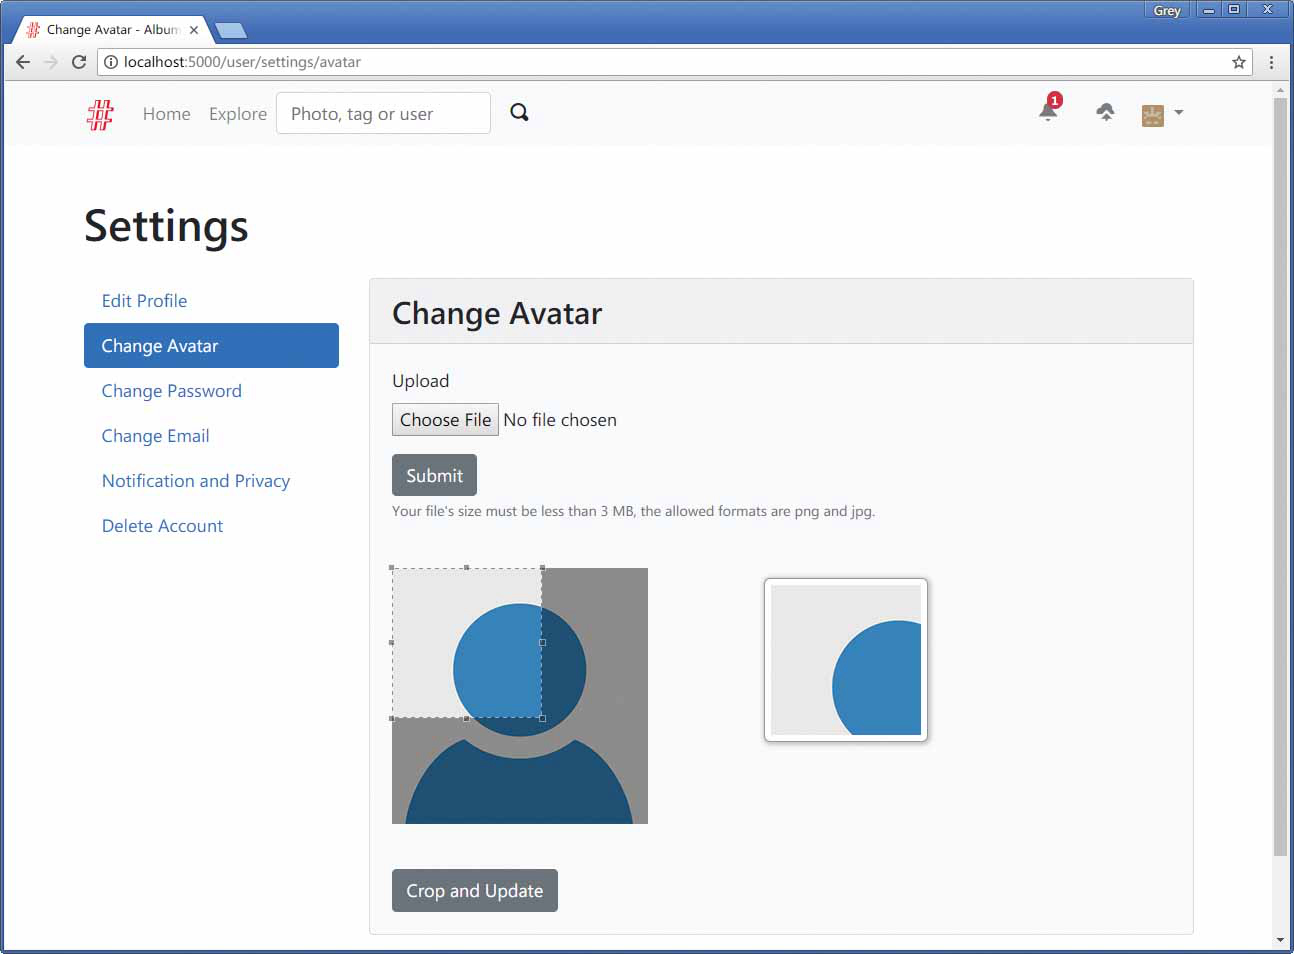 Grey
Change Avatar - Album
localhost:5000/user/settings/avatar
Home Explore Photo, tag or user
1
Settings
Edit Profile
Change Avatar
Change Password
Change Email
Notification and Privacy
Delete Account
Change Avatar
Upload
Choose File No file chosen
Submit
Your file's size must be less than 3 MB, the allowed formats are png and jpg.
Crop and Update